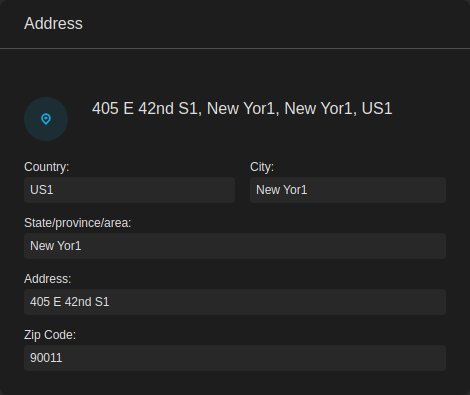 Address
405 E 42nd S1, New Yor1, New Yor1, US1
Country:
City:
US1
New Yor1
State/province/area:
New Yor1
Address:
405 E 42nd S1
Zip Code:
90011